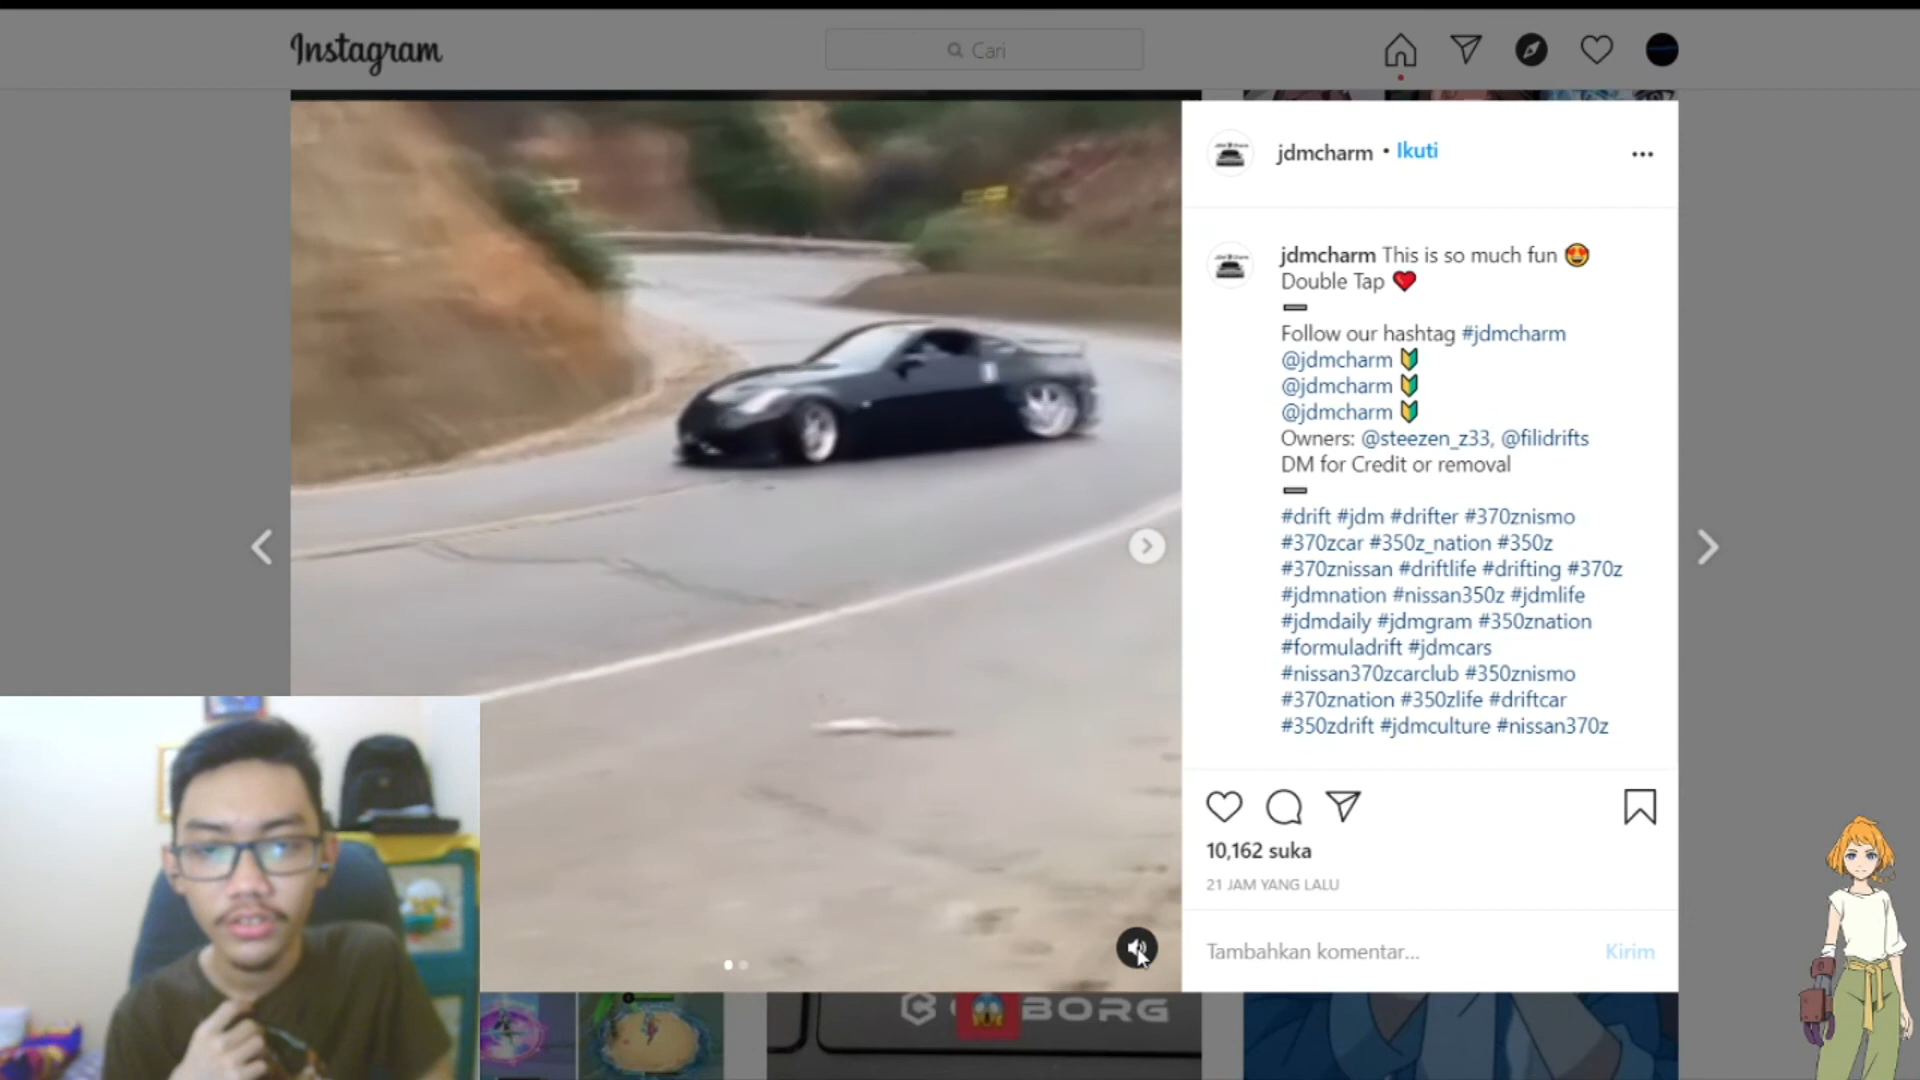 Instagram
Cari
jdmcharm • Ikuti
jdmcharm This is so much fun 😍
Double Tap ❤️
➖
Follow our hashtag #jdmcharm
@jdmcharm 🔰
@jdmcharm 🔰
@jdmcharm 🔰
Owners: @steezen_z33, @filidrifts
DM for Credit or removal
➖
#drift #jdm #drifter #370znismo
#370zcar #350z_nation #350z
#370znissan #driftlife #drifting #370z
#jdmnation #nissan350z #jdmlife
#jdmdaily #jdmgram #350znation
#formuladrift #jdmcars
#nissan370zcarclub #350znismo
#370znation #350zlife #driftcar
#350zdrift #jdmculture #nissan370z
10,162 suka
21 JAM YANG LALU
Tambahkan komentar... Kirim
BORG